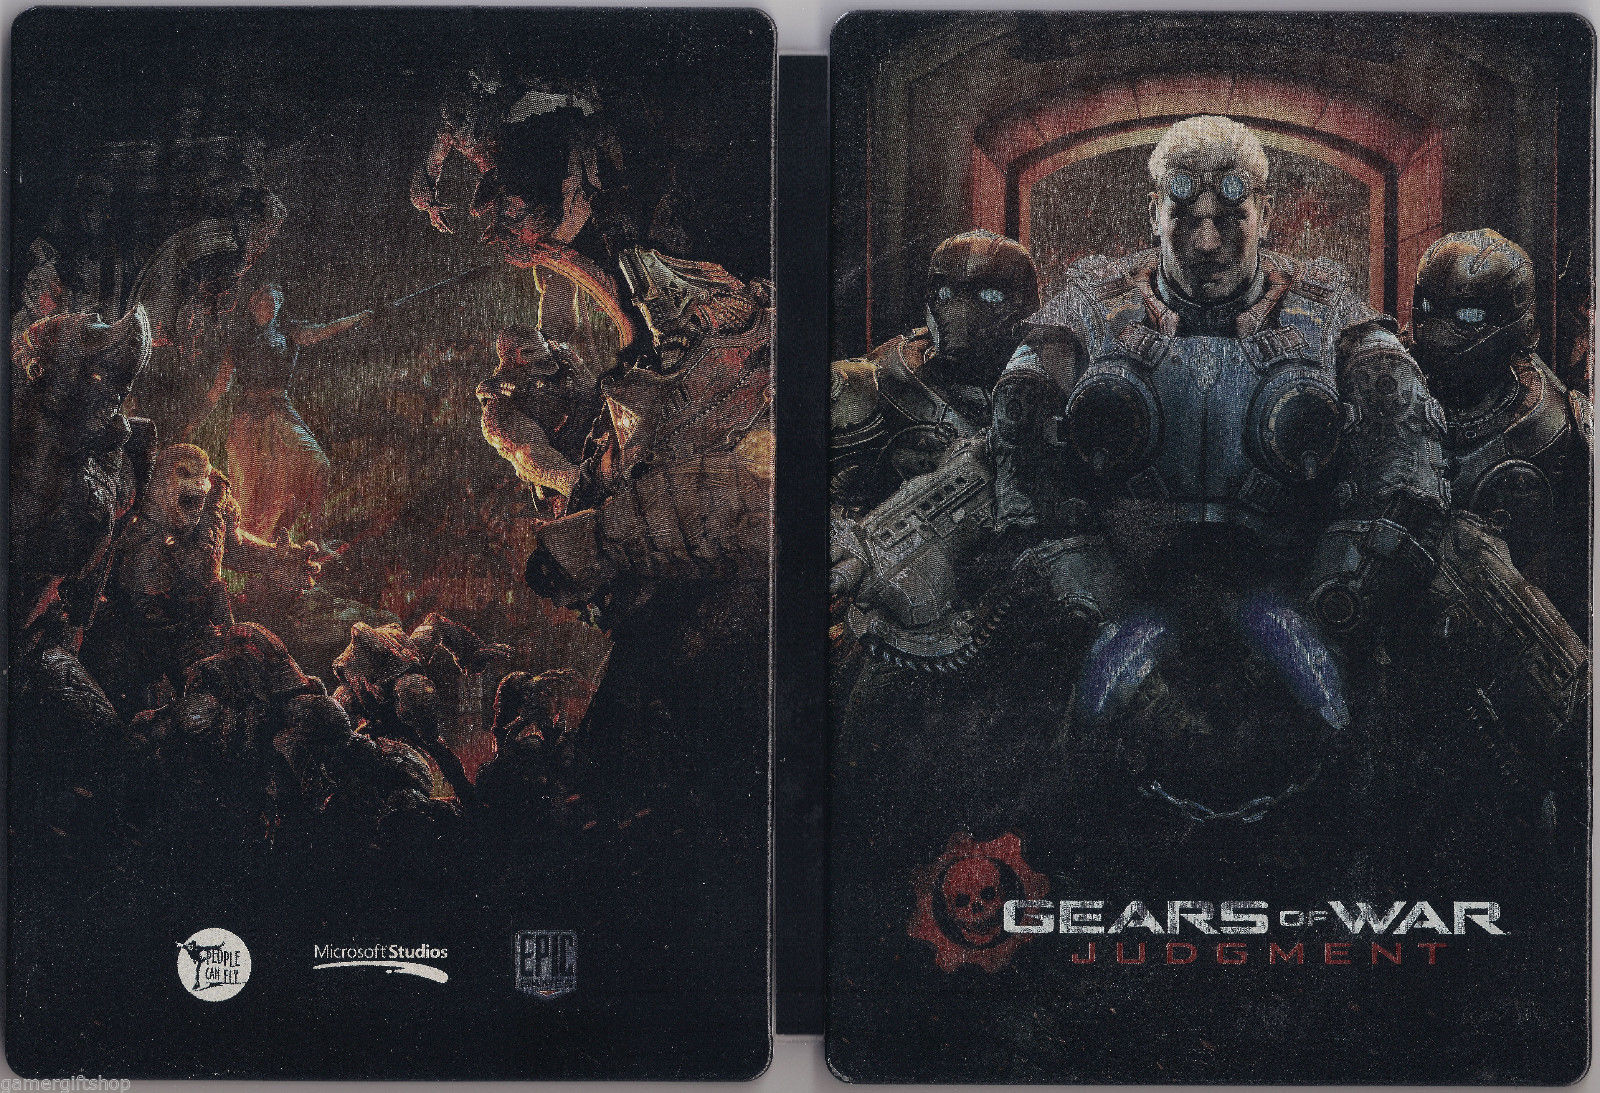 PEOPLE
CAN FLY
Microsoft Studios
EPIC
GEARS OF WAR
JUDGMENT
gamergiftshop